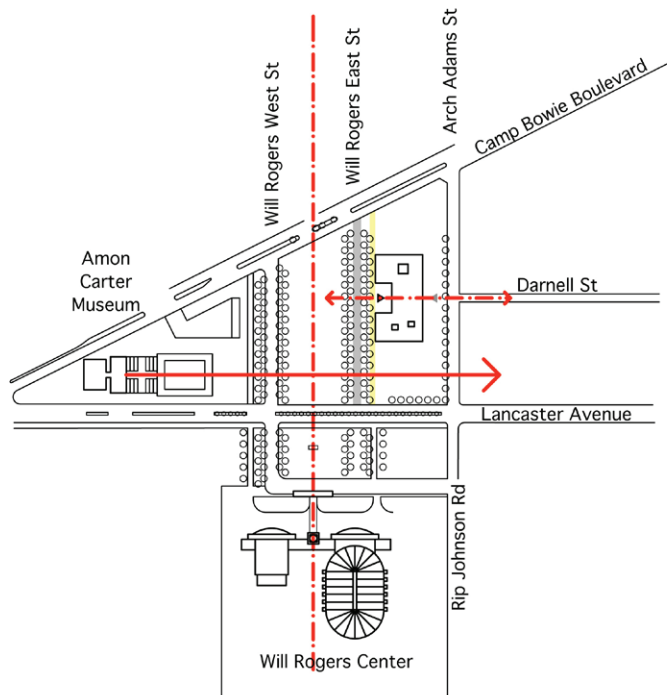 Will Rogers West St
Will Rogers East St
Arch Adams St
Camp Bowie Boulevard
Amon
Carter
Museum
Darnell St
Lancaster Avenue
Rip Johnson Rd
Will Rogers Center